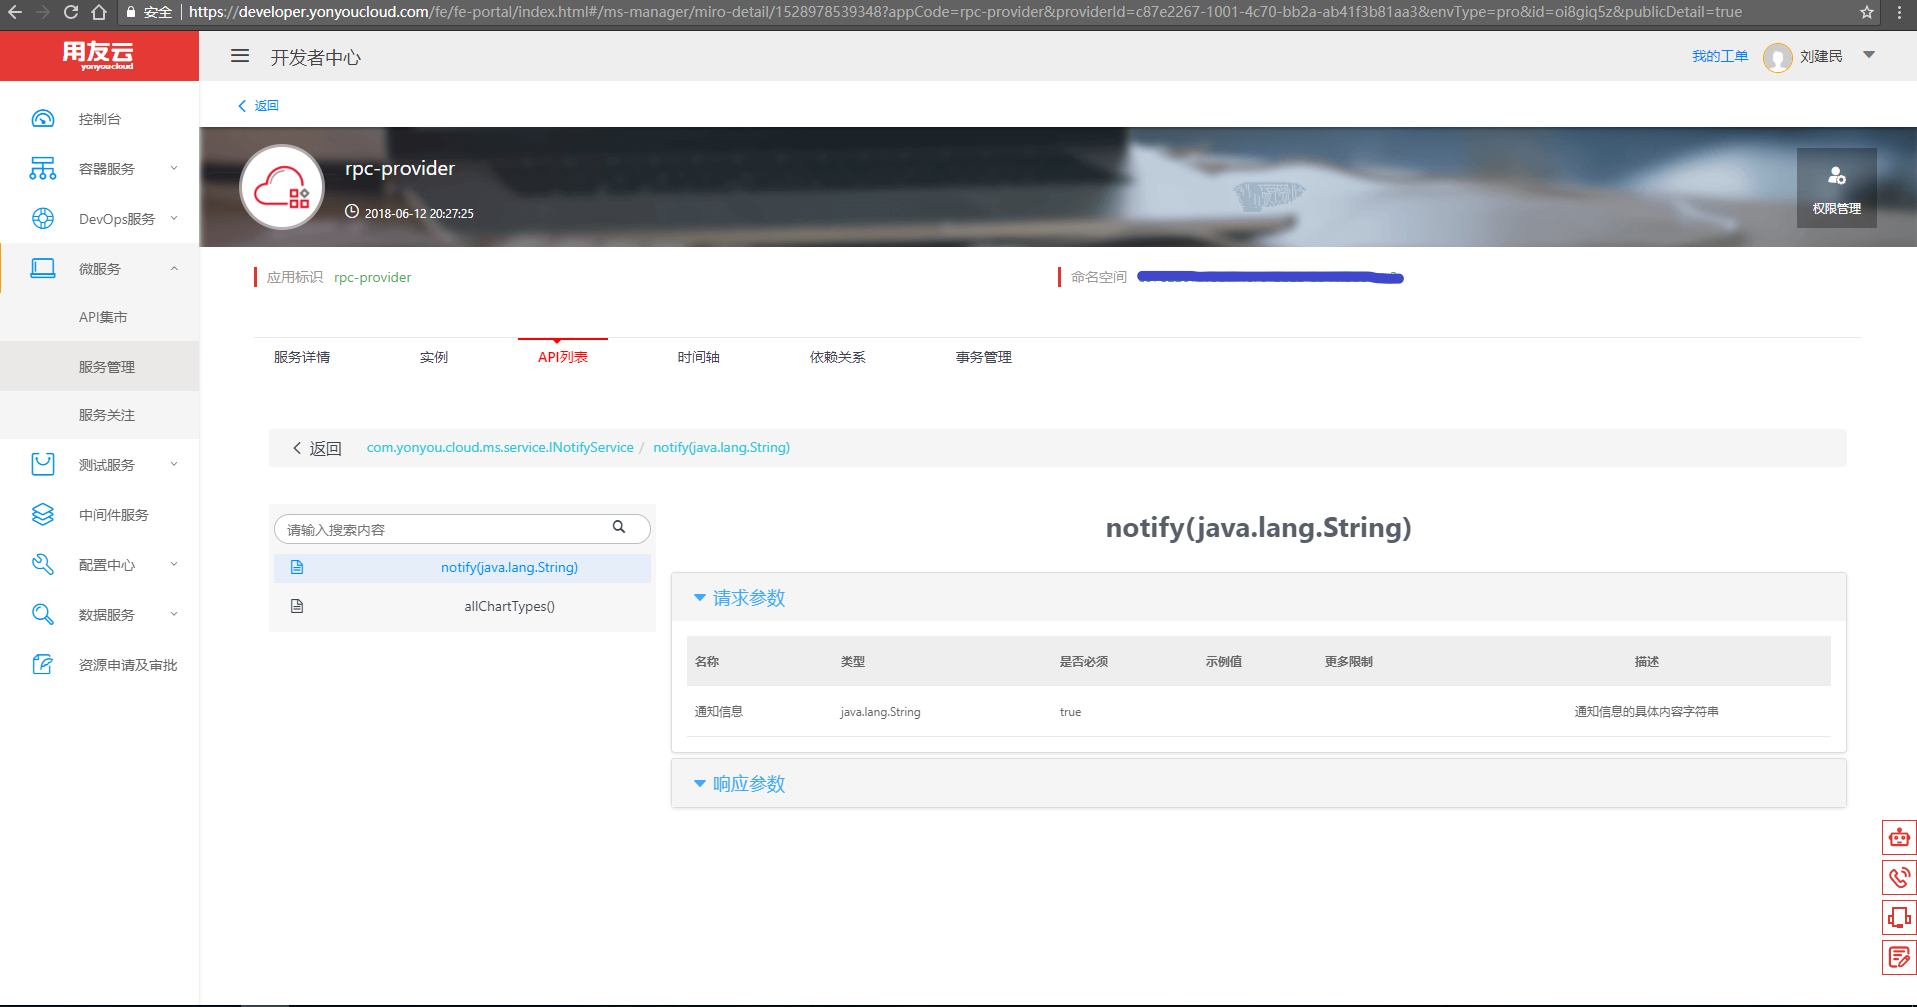 安全 https://developer.yonyoucloud.com/fe/fe-portal/index.html#/ms-manager/miro-detail/1528978539348?appCode=rpc-provider&providerId=c87e2267-1001-4c70-bb2a-ab41f3b81aa3&envType=pro&id=oi8giq5z&publicDetail=true
用友云
yonyoucloud
开发者中心
我的工单
刘建民
返回
控制台
容器服务
DevOps服务
微服务
API集市
服务管理
服务关注
测试服务
中间件服务
配置中心
数据服务
资源申请及审批
rpc-provider
2018-06-12 20:27:25
权限管理
应用标识 rpc-provider
命名空间
服务详情 实例 API列表 时间轴 依赖关系 事务管理
返回 com.yonyou.cloud.ms.service.INotifyService / notify(java.lang.String)
请输入搜索内容
notify(java.lang.String)
allChartTypes()
notify(java.lang.String)
请求参数
名称 类型 是否必须 示例值 更多限制 描述
通知信息 java.lang.String true 通知信息的具体内容字符串
响应参数